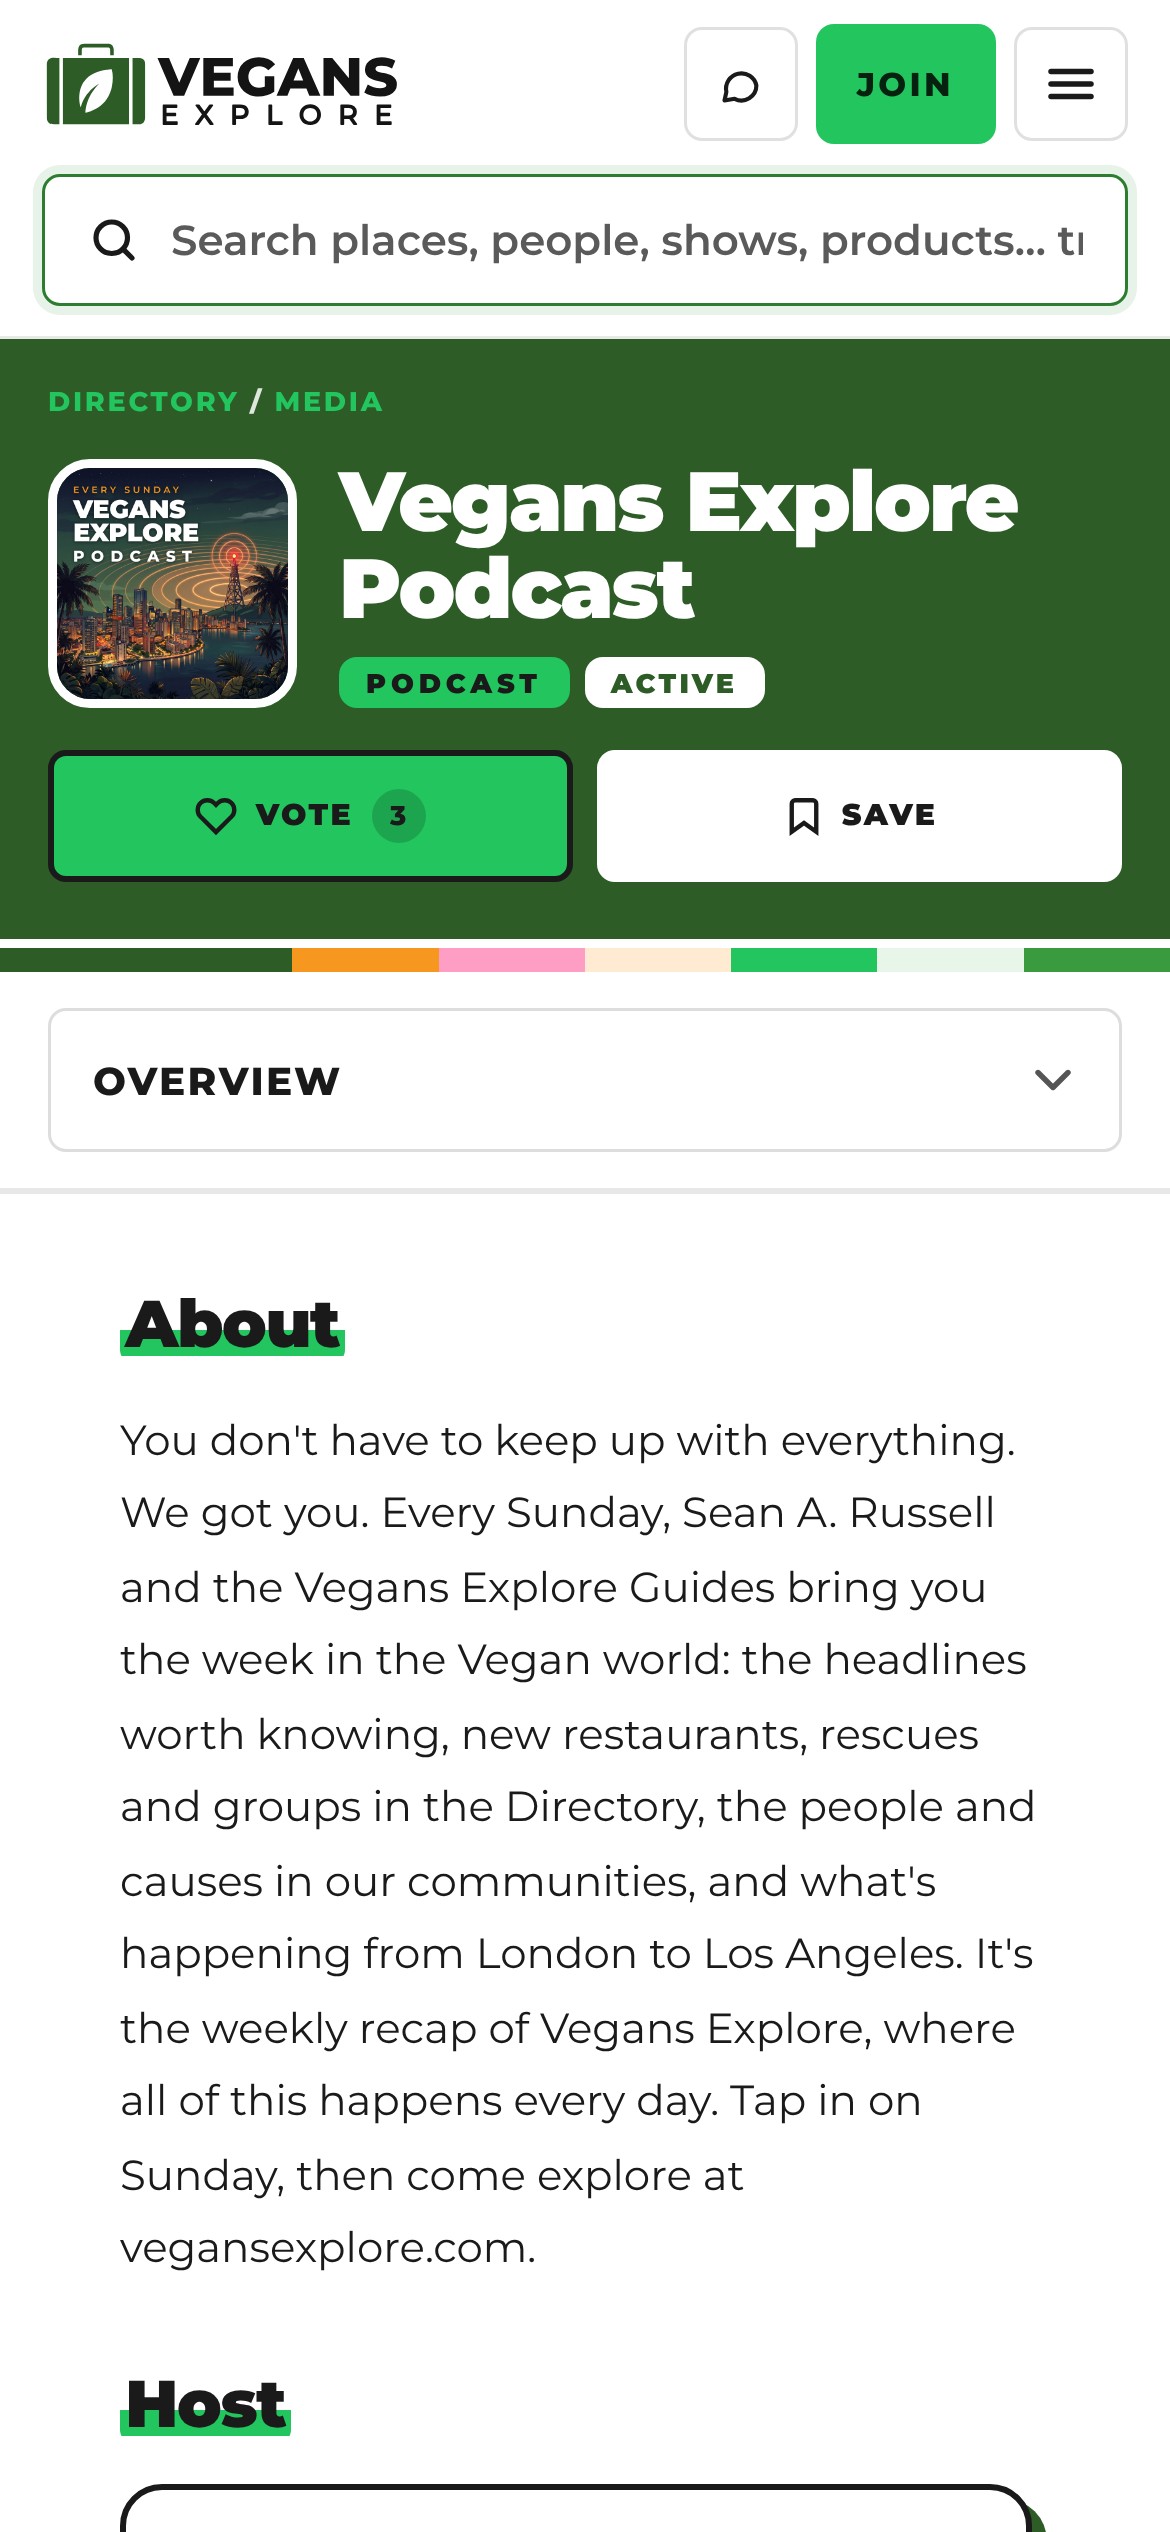 VEGANS
EXPLORE
JOIN
Search places, people, shows, products... tr
DIRECTORY / MEDIA
EVERY SUNDAY
VEGANS
EXPLORE
PODCAST
Vegans Explore
Podcast
PODCAST
ACTIVE
VOTE 3
SAVE
OVERVIEW
About
You don't have to keep up with everything.
We got you. Every Sunday, Sean A. Russell
and the Vegans Explore Guides bring you
the week in the Vegan world: the headlines
worth knowing, new restaurants, rescues
and groups in the Directory, the people and
causes in our communities, and what's
happening from London to Los Angeles. It's
the weekly recap of Vegans Explore, where
all of this happens every day. Tap in on
Sunday, then come explore at
vegansexplore.com.
Host